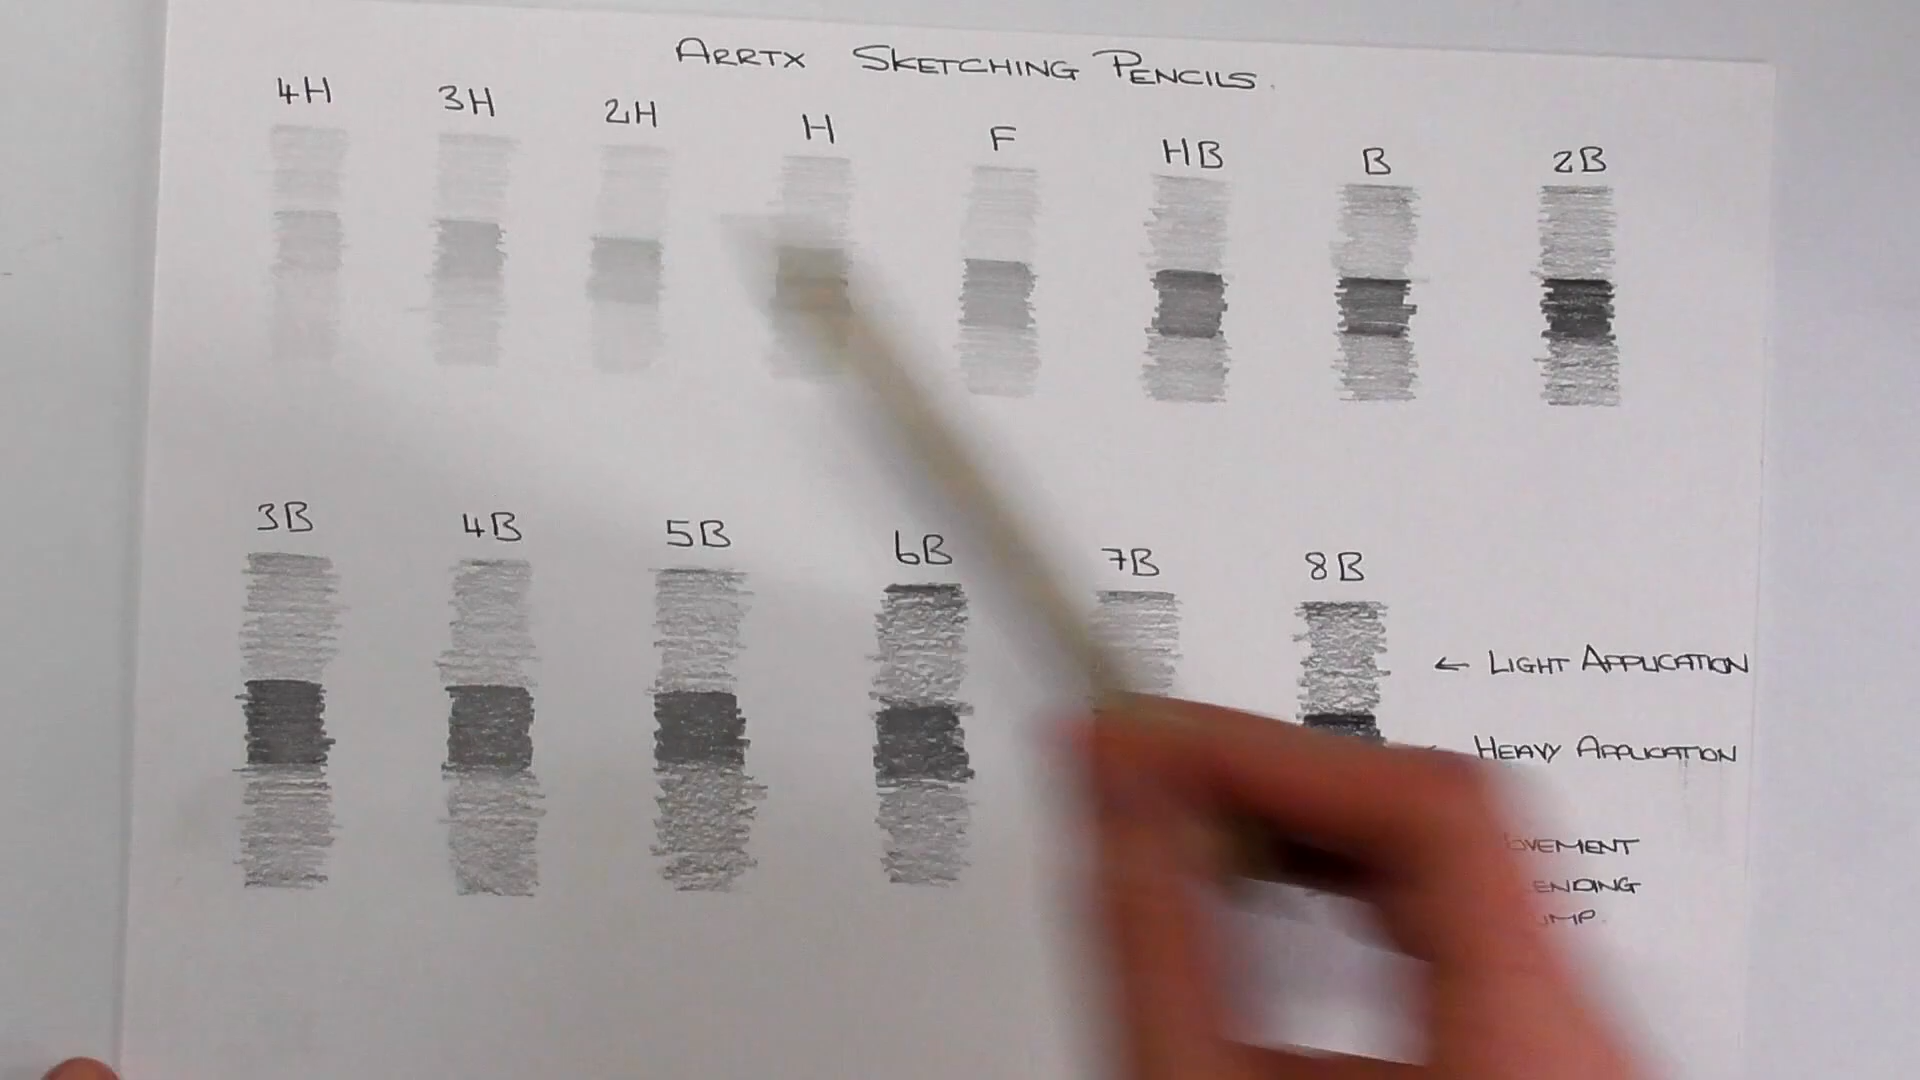 ARRTX SKETCHING PENCILS.
4H 3H 2H H F HB B 2B
3B 4B 5B 6B 7B 8B
← LIGHT APPLICATION
HEAVY APPLICATION